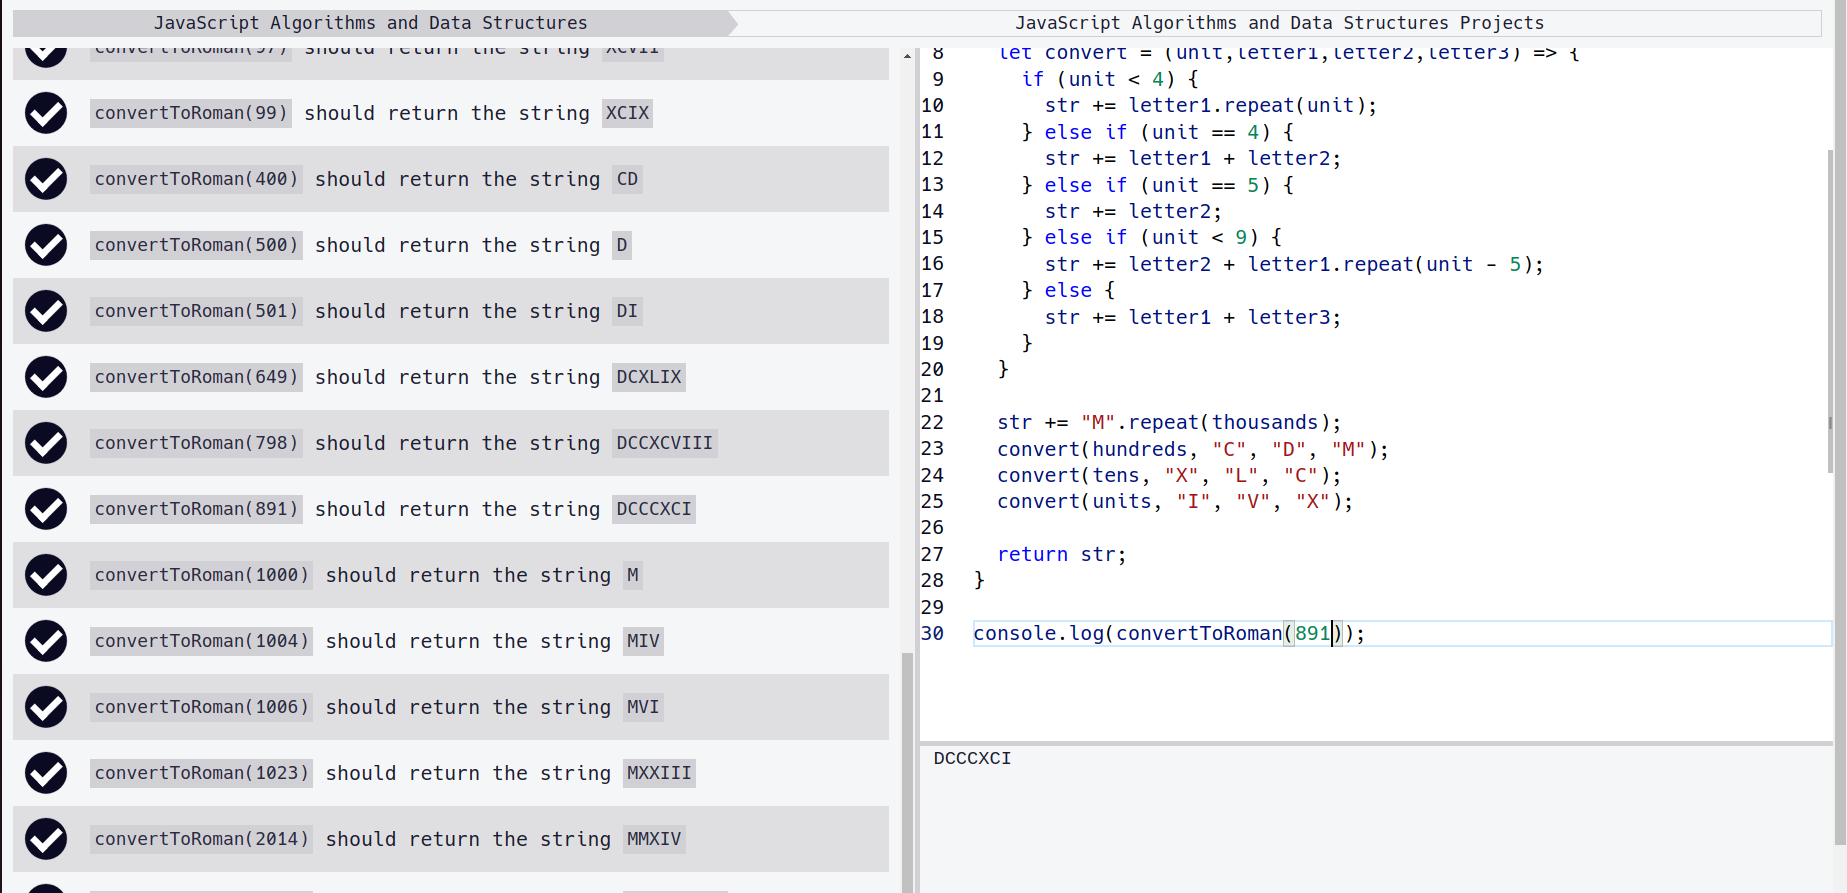 JavaScript Algorithms and Data Structures
JavaScript Algorithms and Data Structures Projects
convertToRoman(97) should return the string XCVII
convertToRoman(99) should return the string XCIX
convertToRoman(400) should return the string CD
convertToRoman(500) should return the string D
convertToRoman(501) should return the string DI
convertToRoman(649) should return the string DCXLIX
convertToRoman(798) should return the string DCCXCVIII
convertToRoman(891) should return the string DCCCXCI
convertToRoman(1000) should return the string M
convertToRoman(1004) should return the string MIV
convertToRoman(1006) should return the string MVI
convertToRoman(1023) should return the string MXXIII
convertToRoman(2014) should return the string MMXIV
8 let convert = (unit,letter1,letter2,letter3) => {
9 if (unit < 4) {
10 str += letter1.repeat(unit);
11 } else if (unit == 4) {
12 str += letter1 + letter2;
13 } else if (unit == 5) {
14 str += letter2;
15 } else if (unit < 9) {
16 str += letter2 + letter1.repeat(unit - 5);
17 } else {
18 str += letter1 + letter3;
19 }
20 }
21
22 str += "M".repeat(thousands);
23 convert(hundreds, "C", "D", "M");
24 convert(tens, "X", "L", "C");
25 convert(units, "I", "V", "X");
26
27 return str;
28 }
29
30 console.log(convertToRoman(891));
DCCCXCI